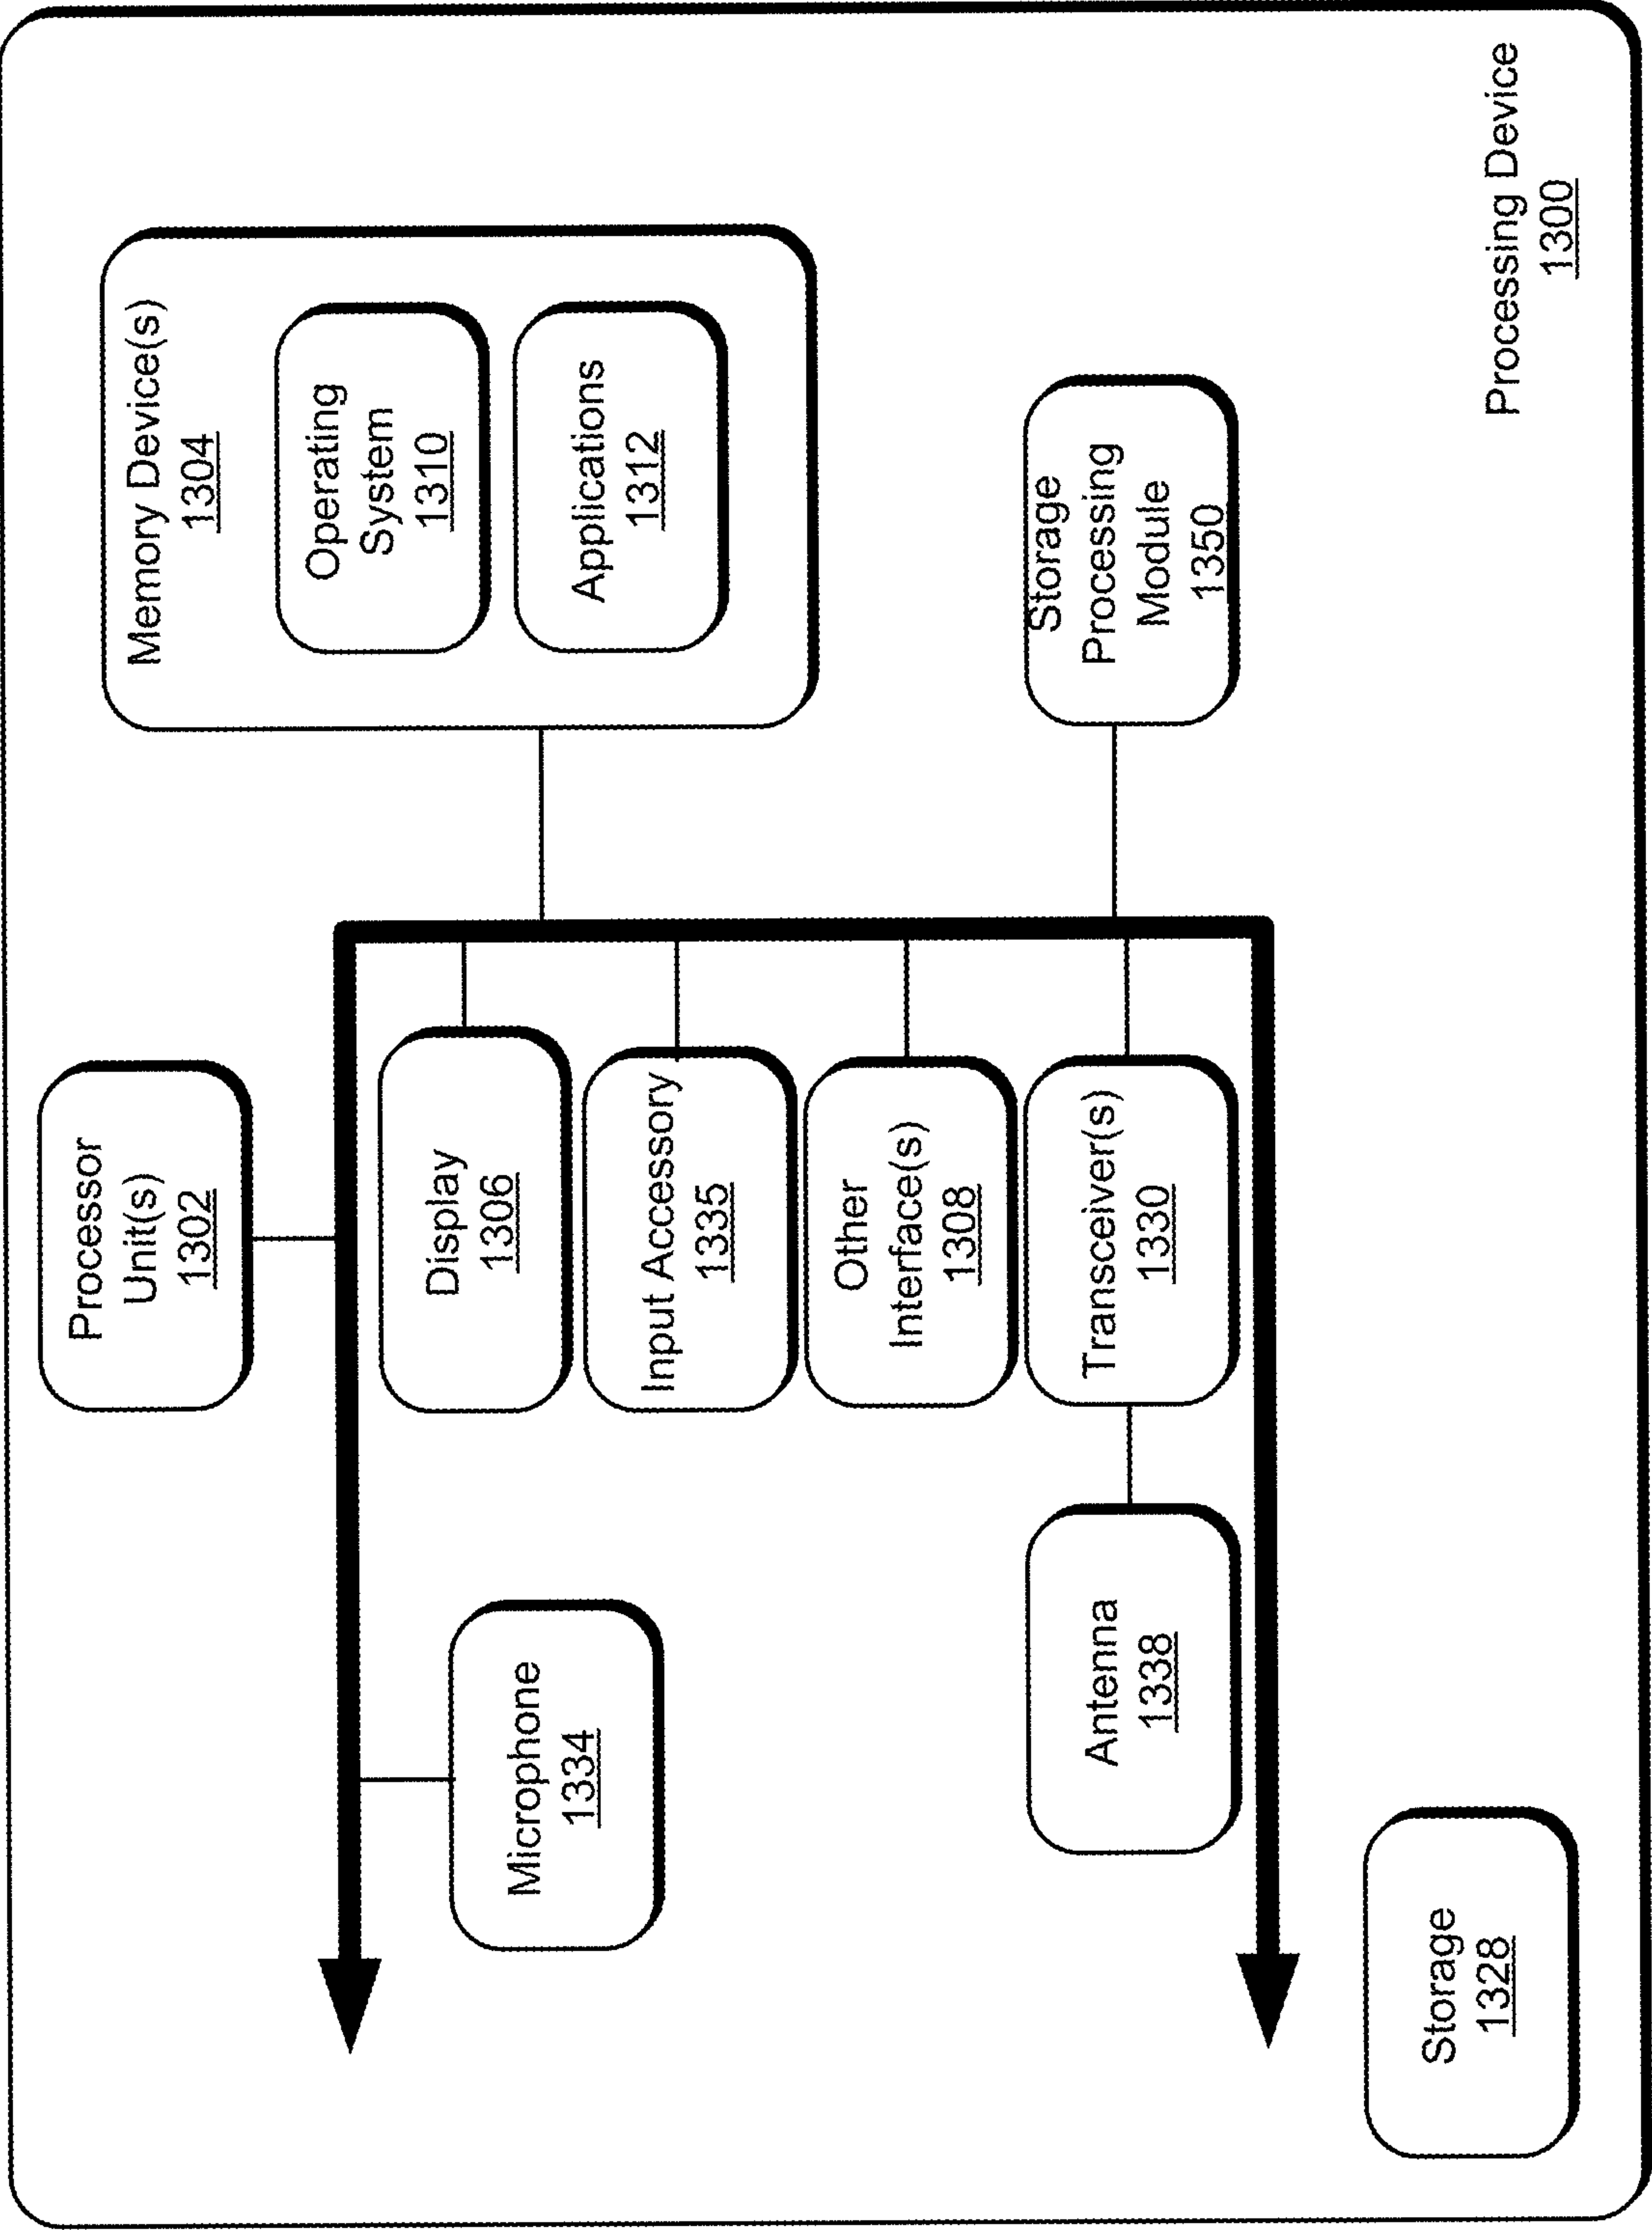 Processor
Unit(s)
1302
Memory Device(s)
1304
Operating
System
1310
Applications
1312
Display
1306
Input Accessory
1335
Other
Interface(s)
1308
Transceiver(s)
1330
Microphone
1334
Antenna
1338
Storage
Processing
Module
1350
Storage
1328
Processing Device
1300